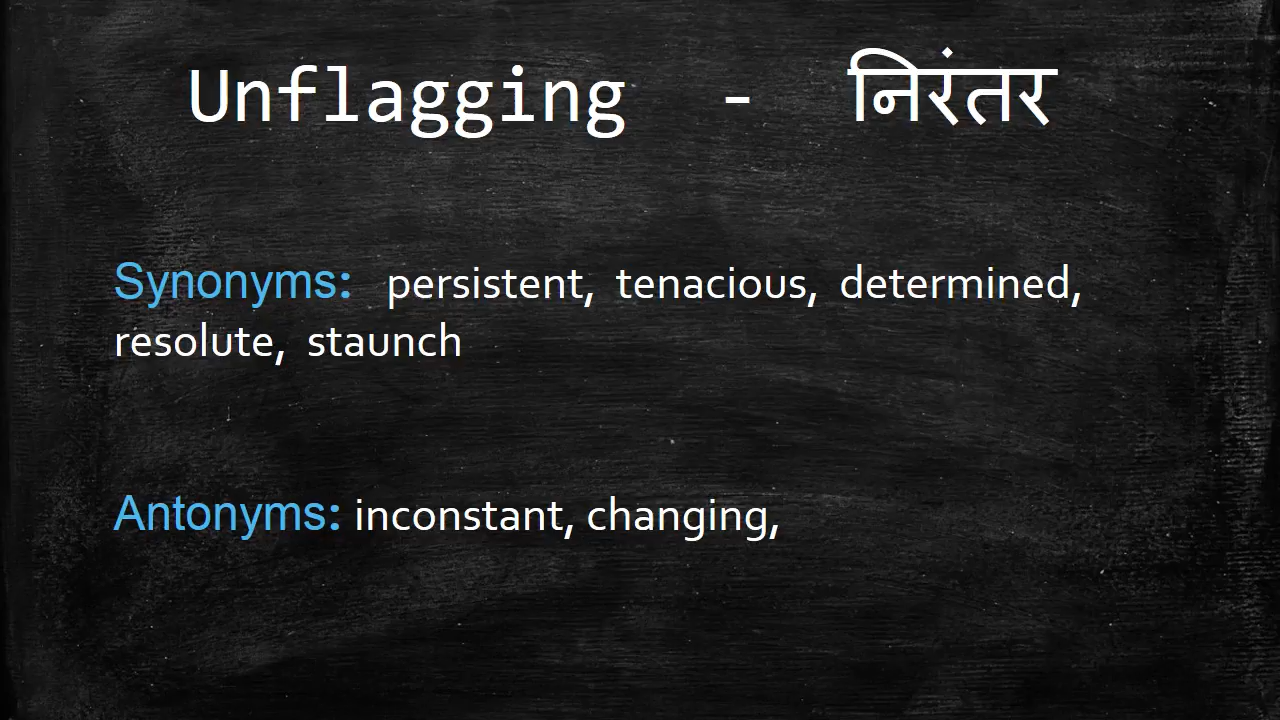 Unflagging - निरंतर
Synonyms: persistent, tenacious, determined,
resolute, staunch
Antonyms: inconstant, changing,